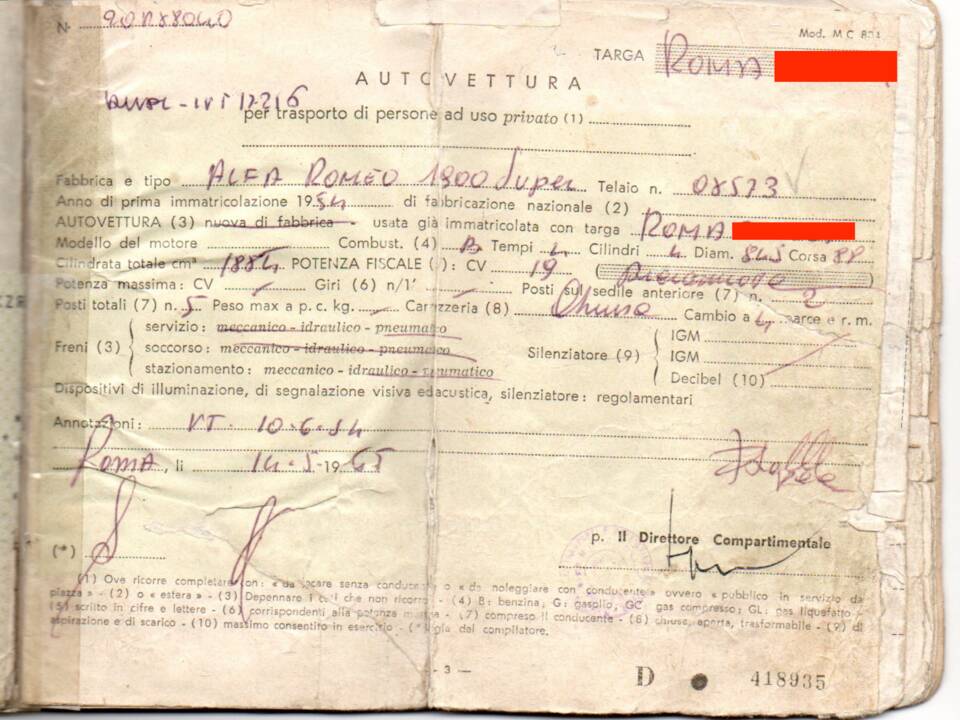 N.
Mod. M C 804
TARGA ROMA
AUTOVETTURA
per trasporto di persone ad uso privato (1)
Fabbrica e tipo ALFA ROMEO 1900 Super Telaio n. 08573
Anno di prima immatricolazione 1954 di fabbricazione nazionale (2)
AUTOVETTURA (3) nuova di fabbrica - usata già immatricolata con targa ROMA
Modello del motore Combust. (4) B Tempi 4 Cilindri 4 Diam. 845 Corsa 88
Cilindrata totale cm³ 1884 POTENZA FISCALE ( ): CV 19
Potenza massima: CV Giri (6) n/1' Posti sul sedile anteriore (7) n. 2
Posti totali (7) n. 5 Peso max a p. c. kg. Carrozzeria (8) Chiusa Cambio a 4 marce e r. m.
Freni (3) servizio: meccanico - idraulico - pneumatico
soccorso: meccanico - idraulico - pneumatico
stazionamento: meccanico - idraulico - pneumatico
Silenziatore (9) IGM
IGM
Decibel (10)
Dispositivi di illuminazione, di segnalazione visiva ed acustica, silenziatore: regolamentari
Annotazioni: VT. 10.6.54
Roma, li 14-5-1965
p. Il Direttore Compartimentale
(*)
(1) Ove ricorre completare con: « da locare senza conducente » o « da noleggiare con conducente » ovvero « pubblico in servizio da
piazza » - (2) o « estera » - (3) Depennare i casi che non ricorrono - (4) B: benzina; G: gasolio, GC gas compresso; GL: gas liquefatto -
(5) scritto in cifre e lettere - (6) corrispondenti alla potenza massima - (7) compreso il conducente - (8) chiusa, aperta, trasformabile - (9) di
aspirazione e di scarico - (10) massimo consentito in esercizio - (*) sigla del compilatore.
- 3 —
D 418935